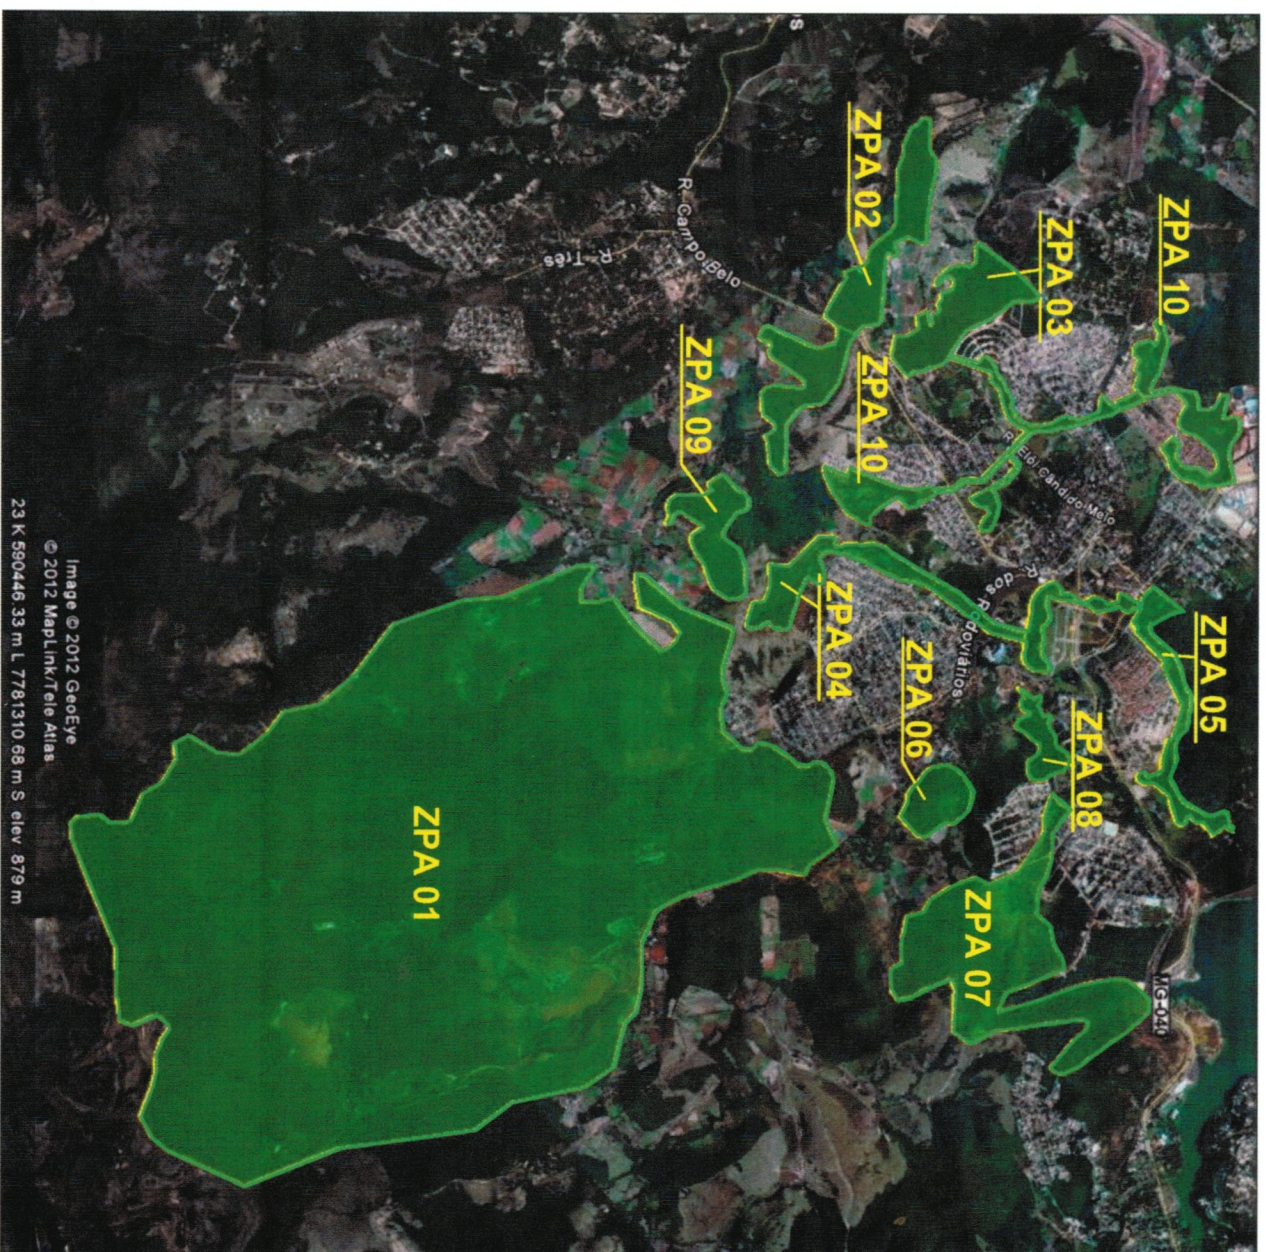 ZPA 05
ZPA 10
MG-040
ZPA 08
ZPA 03
R. Elbi Cândido Melo
R. dos Rodoviários
ZPA 07
ZPA 06
ZPA 10
ZPA 02
ZPA 04
R. Campo Belo
ZPA 09
R. Três
ZPA 01
Image © 2012 GeoEye
© 2012 MapLink/Tele Atlas
23 K 590446.33 m L 7781310.68 m S elev 879 m